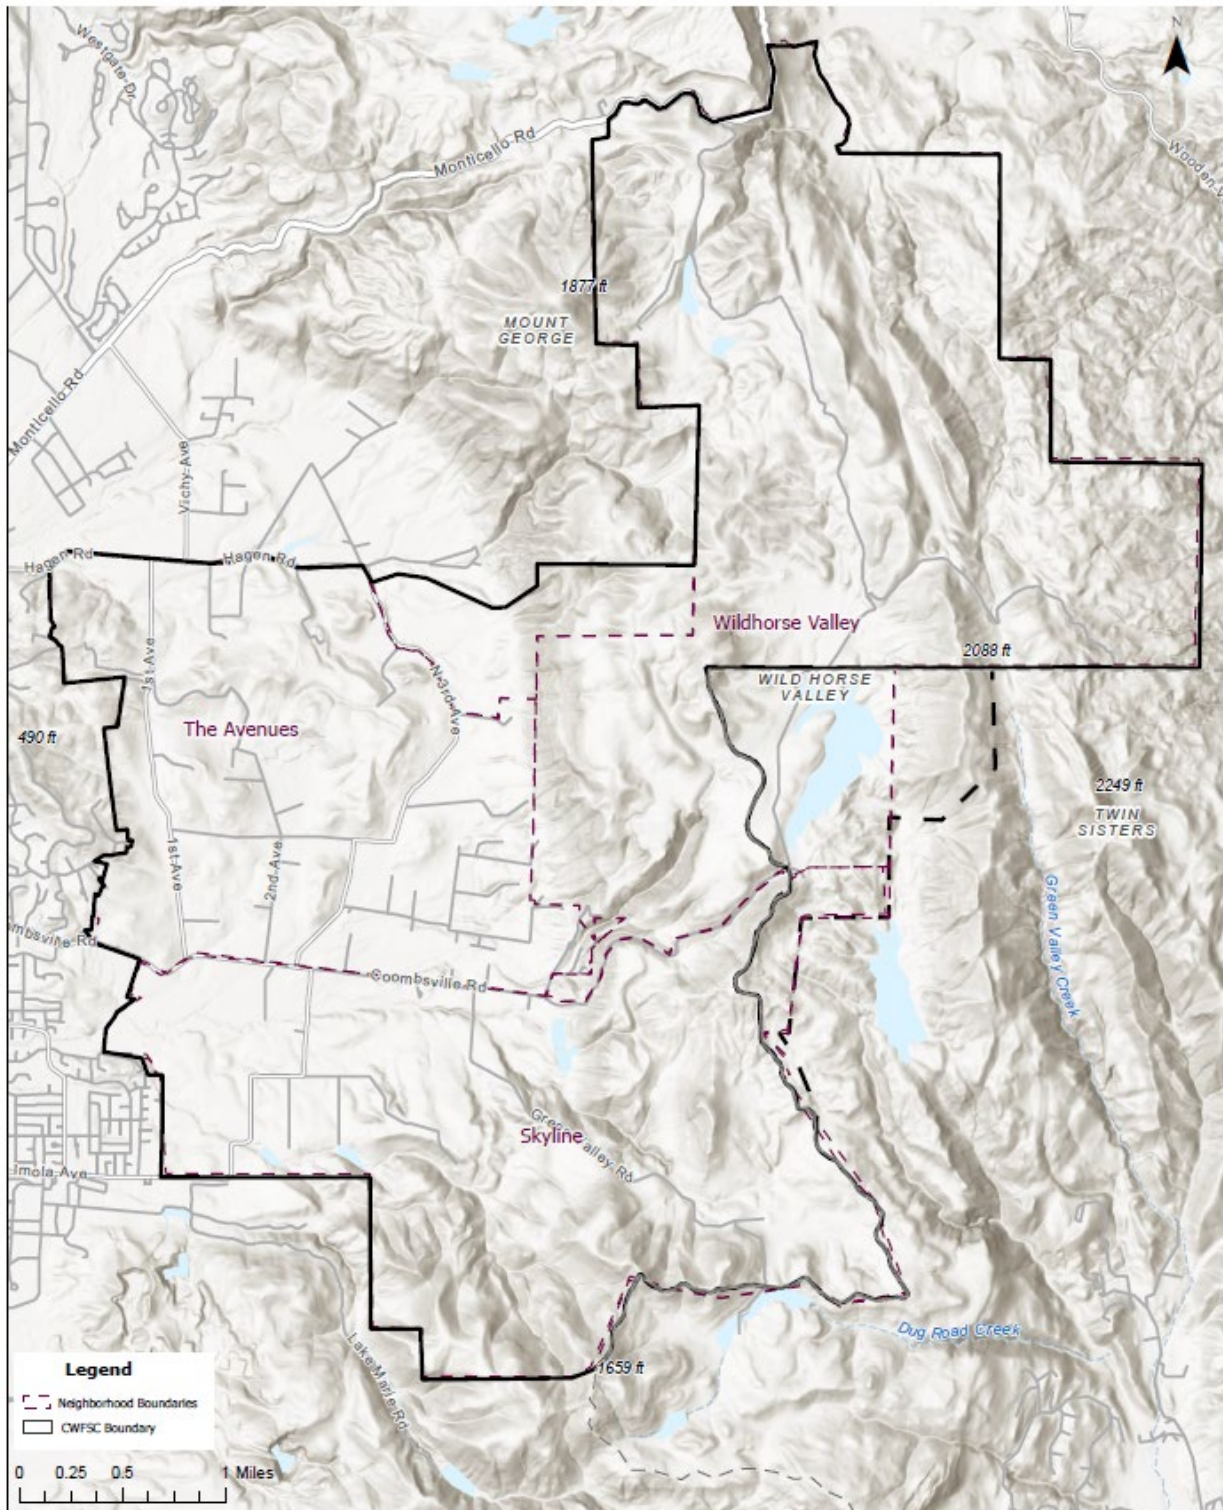 N
Westgate Dr
Monticello Rd
Wooden V
1877 ft
MOUNT
GEORGE
Monticello Rd
Vichy Ave
Hagen Rd
Hagen Rd
Wildhorse Valley
1st Ave
2088 ft
N 3rd Ave
WILD HORSE
VALLEY
The Avenues
490 ft
2249 ft
TWIN
SISTERS
1st Ave
2nd Ave
Green Valley Creek
ombsville Rd
Coombsville Rd
Skyline
Green Valley Rd
Imola Ave
Dug Road Creek
Lake Marie Rd
1659 ft
Legend
Neighborhood Boundaries
CWFSC Boundary
0 0.25 0.5 1 Miles